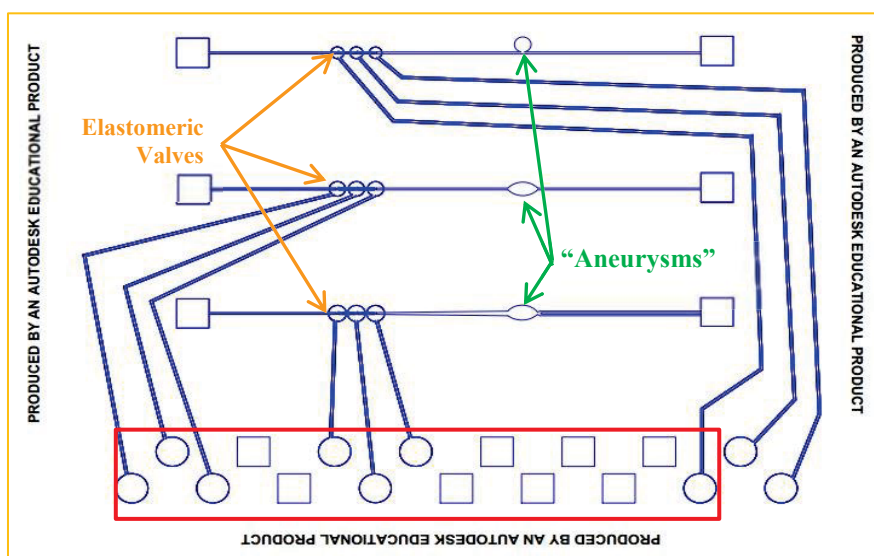 PRODUCED BY AN AUTODESK EDUCATIONAL PRODUCT
PRODUCED BY AN AUTODESK EDUCATIONAL PRODUCT
Elastomeric
Valves
“Aneurysms”
PRODUCED BY AN AUTODESK EDUCATIONAL PRODUCT